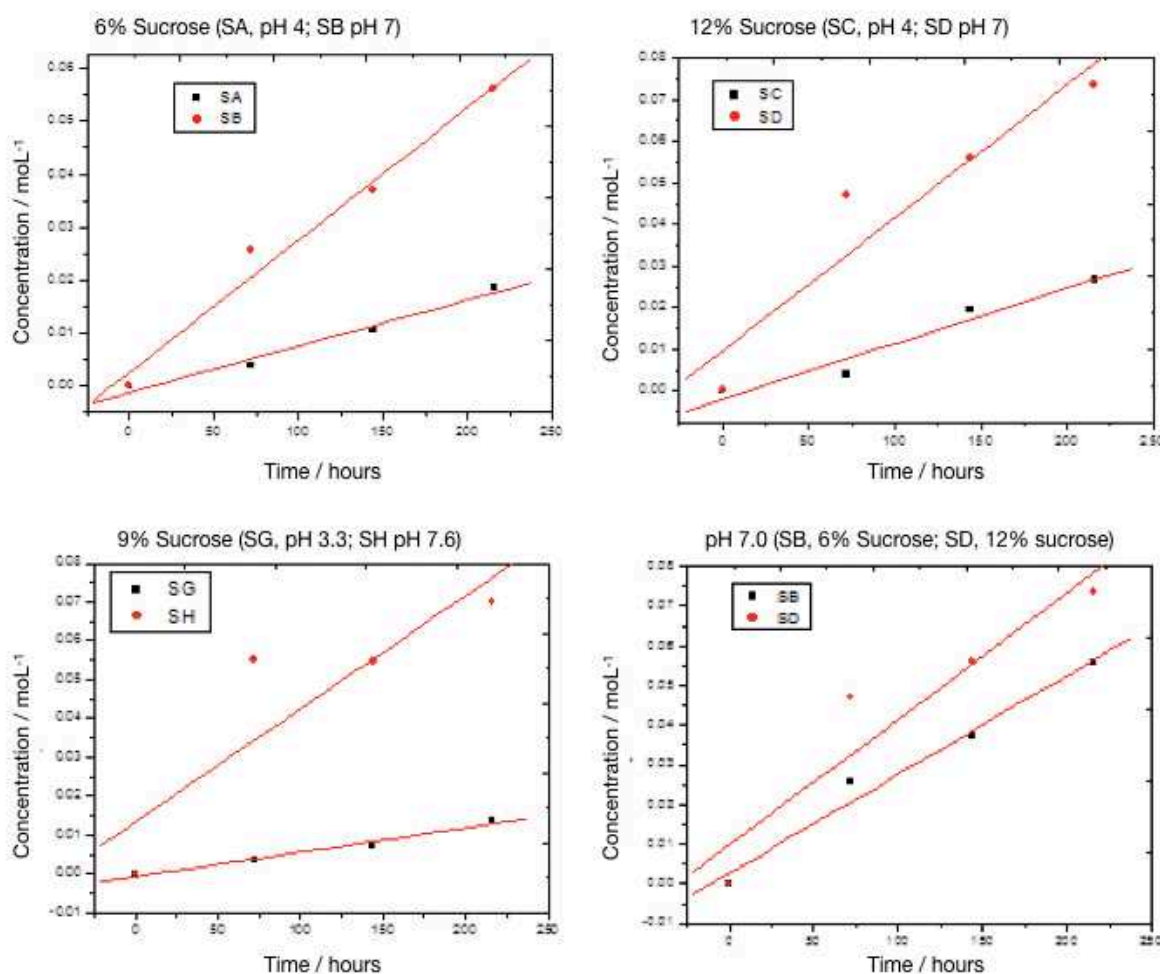 6% Sucrose (SA, pH 4; SB pH 7)
0.06
0.05
0.04
0.03
0.02
0.01
0.00
SA
SB
Concentration / moL-1
0 50 100 150 200 250
Time / hours
12% Sucrose (SC, pH 4; SD pH 7)
0.08
0.07
0.06
0.05
0.04
0.03
0.02
0.01
0.00
SC
SD
Concentration / moL-1
0 50 100 150 200 250
Time / hours
9% Sucrose (SG, pH 3.3; SH pH 7.6)
0.08
0.07
0.06
0.05
0.04
0.03
0.02
0.01
0.00
-0.01
SG
SH
Concentration / moL-1
0 50 100 150 200 250
Time / hours
pH 7.0 (SB, 6% Sucrose; SD, 12% sucrose)
0.08
0.07
0.06
0.05
0.04
0.03
0.02
0.01
0.00
-0.01
SB
SD
Concentration / moL-1
0 50 100 150 200 250
Time / hours